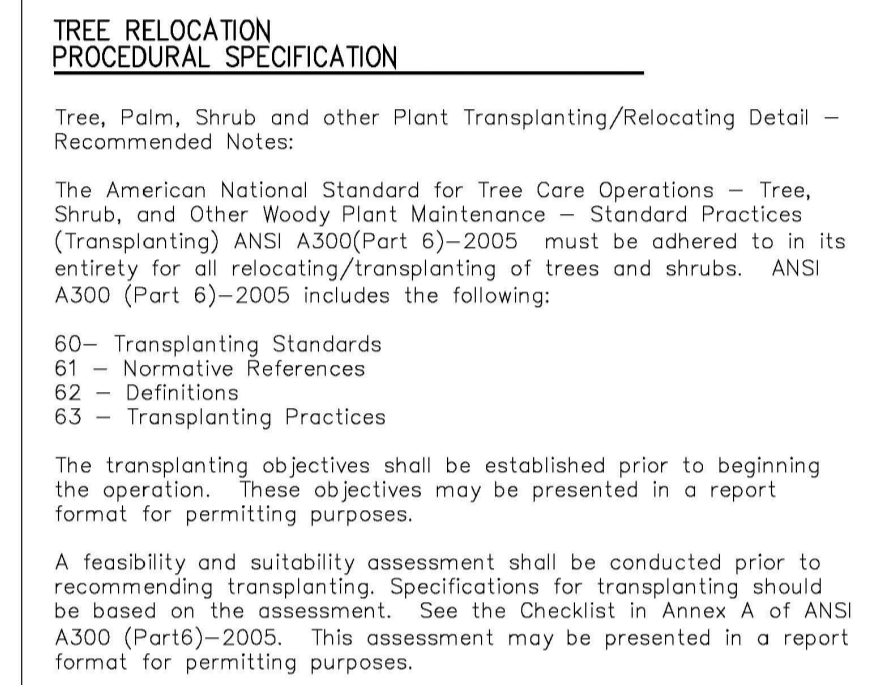 TREE RELOCATION
PROCEDURAL SPECIFICATION
Tree, Palm, Shrub and other Plant Transplanting/Relocating Detail –
Recommended Notes:
The American National Standard for Tree Care Operations – Tree,
Shrub, and Other Woody Plant Maintenance – Standard Practices
(Transplanting) ANSI A300(Part 6)–2005  must be adhered to in its
entirety for all relocating/transplanting of trees and shrubs.  ANSI
A300 (Part 6)–2005 includes the following:
60– Transplanting Standards
61 – Normative References
62 – Definitions
63 – Transplanting Practices
The transplanting objectives shall be established prior to beginning
the operation.  These objectives may be presented in a report
format for permitting purposes.
A feasibility and suitability assessment shall be conducted prior to
recommending transplanting. Specifications for transplanting should
be based on the assessment.  See the Checklist in Annex A of ANSI
A300 (Part6)–2005.  This assessment may be presented in a report
format for permitting purposes.